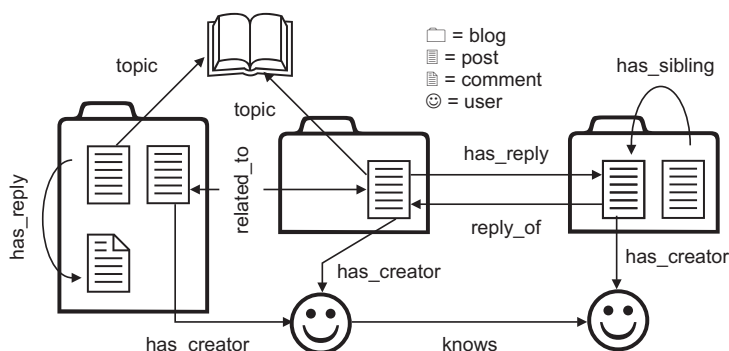 = blog
= post
= comment
= user
topic
topic
has_sibling
has_reply
has_reply
related_to
reply_of
has_creator
has_creator
has_creator
knows